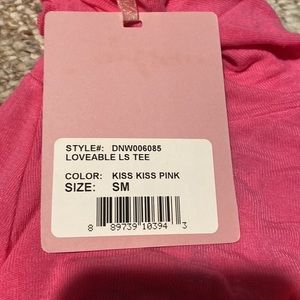 STYLE#: DNW006085
LOVEABLE LS TEE
COLOR: KISS KISS PINK
SIZE: SM
8 89739 10394 3